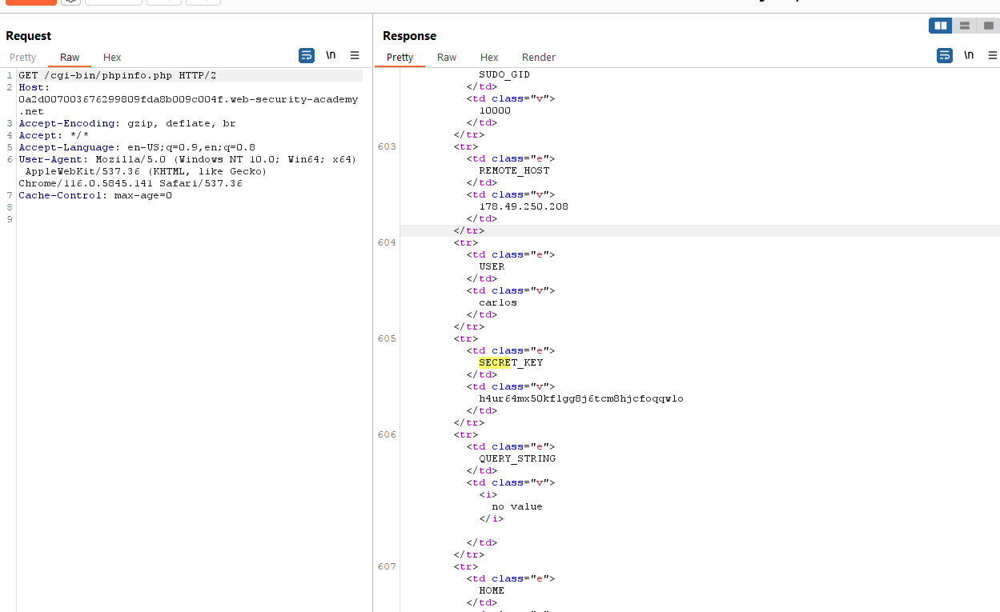 Request
Pretty Raw Hex
\n
1 GET /cgi-bin/phpinfo.php HTTP/2
2 Host:
0a2d007003676299809fda8b009c004f.web-security-academy
.net
3 Accept-Encoding: gzip, deflate, br
4 Accept: */*
5 Accept-Language: en-US;q=0.9,en;q=0.8
6 User-Agent: Mozilla/5.0 (Windows NT 10.0; Win64; x64)
AppleWebKit/537.36 (KHTML, like Gecko)
Chrome/116.0.5845.141 Safari/537.36
7 Cache-Control: max-age=0
8
9
Response
Pretty Raw Hex Render
\n
SUDO_GID
</td>
<td class="v">
10000
</td>
</tr>
603 <tr>
<td class="e">
REMOTE_HOST
</td>
<td class="v">
178.49.250.208
</td>
</tr>
604 <tr>
<td class="e">
USER
</td>
<td class="v">
carlos
</td>
</tr>
605 <tr>
<td class="e">
SECRET_KEY
</td>
<td class="v">
h4ur64mx50kflgg8j6tcm8hjcfoqqwlo
</td>
</tr>
606 <tr>
<td class="e">
QUERY_STRING
</td>
<td class="v">
<i>
no value
</i>
</td>
</tr>
607 <tr>
<td class="e">
HOME
</td>